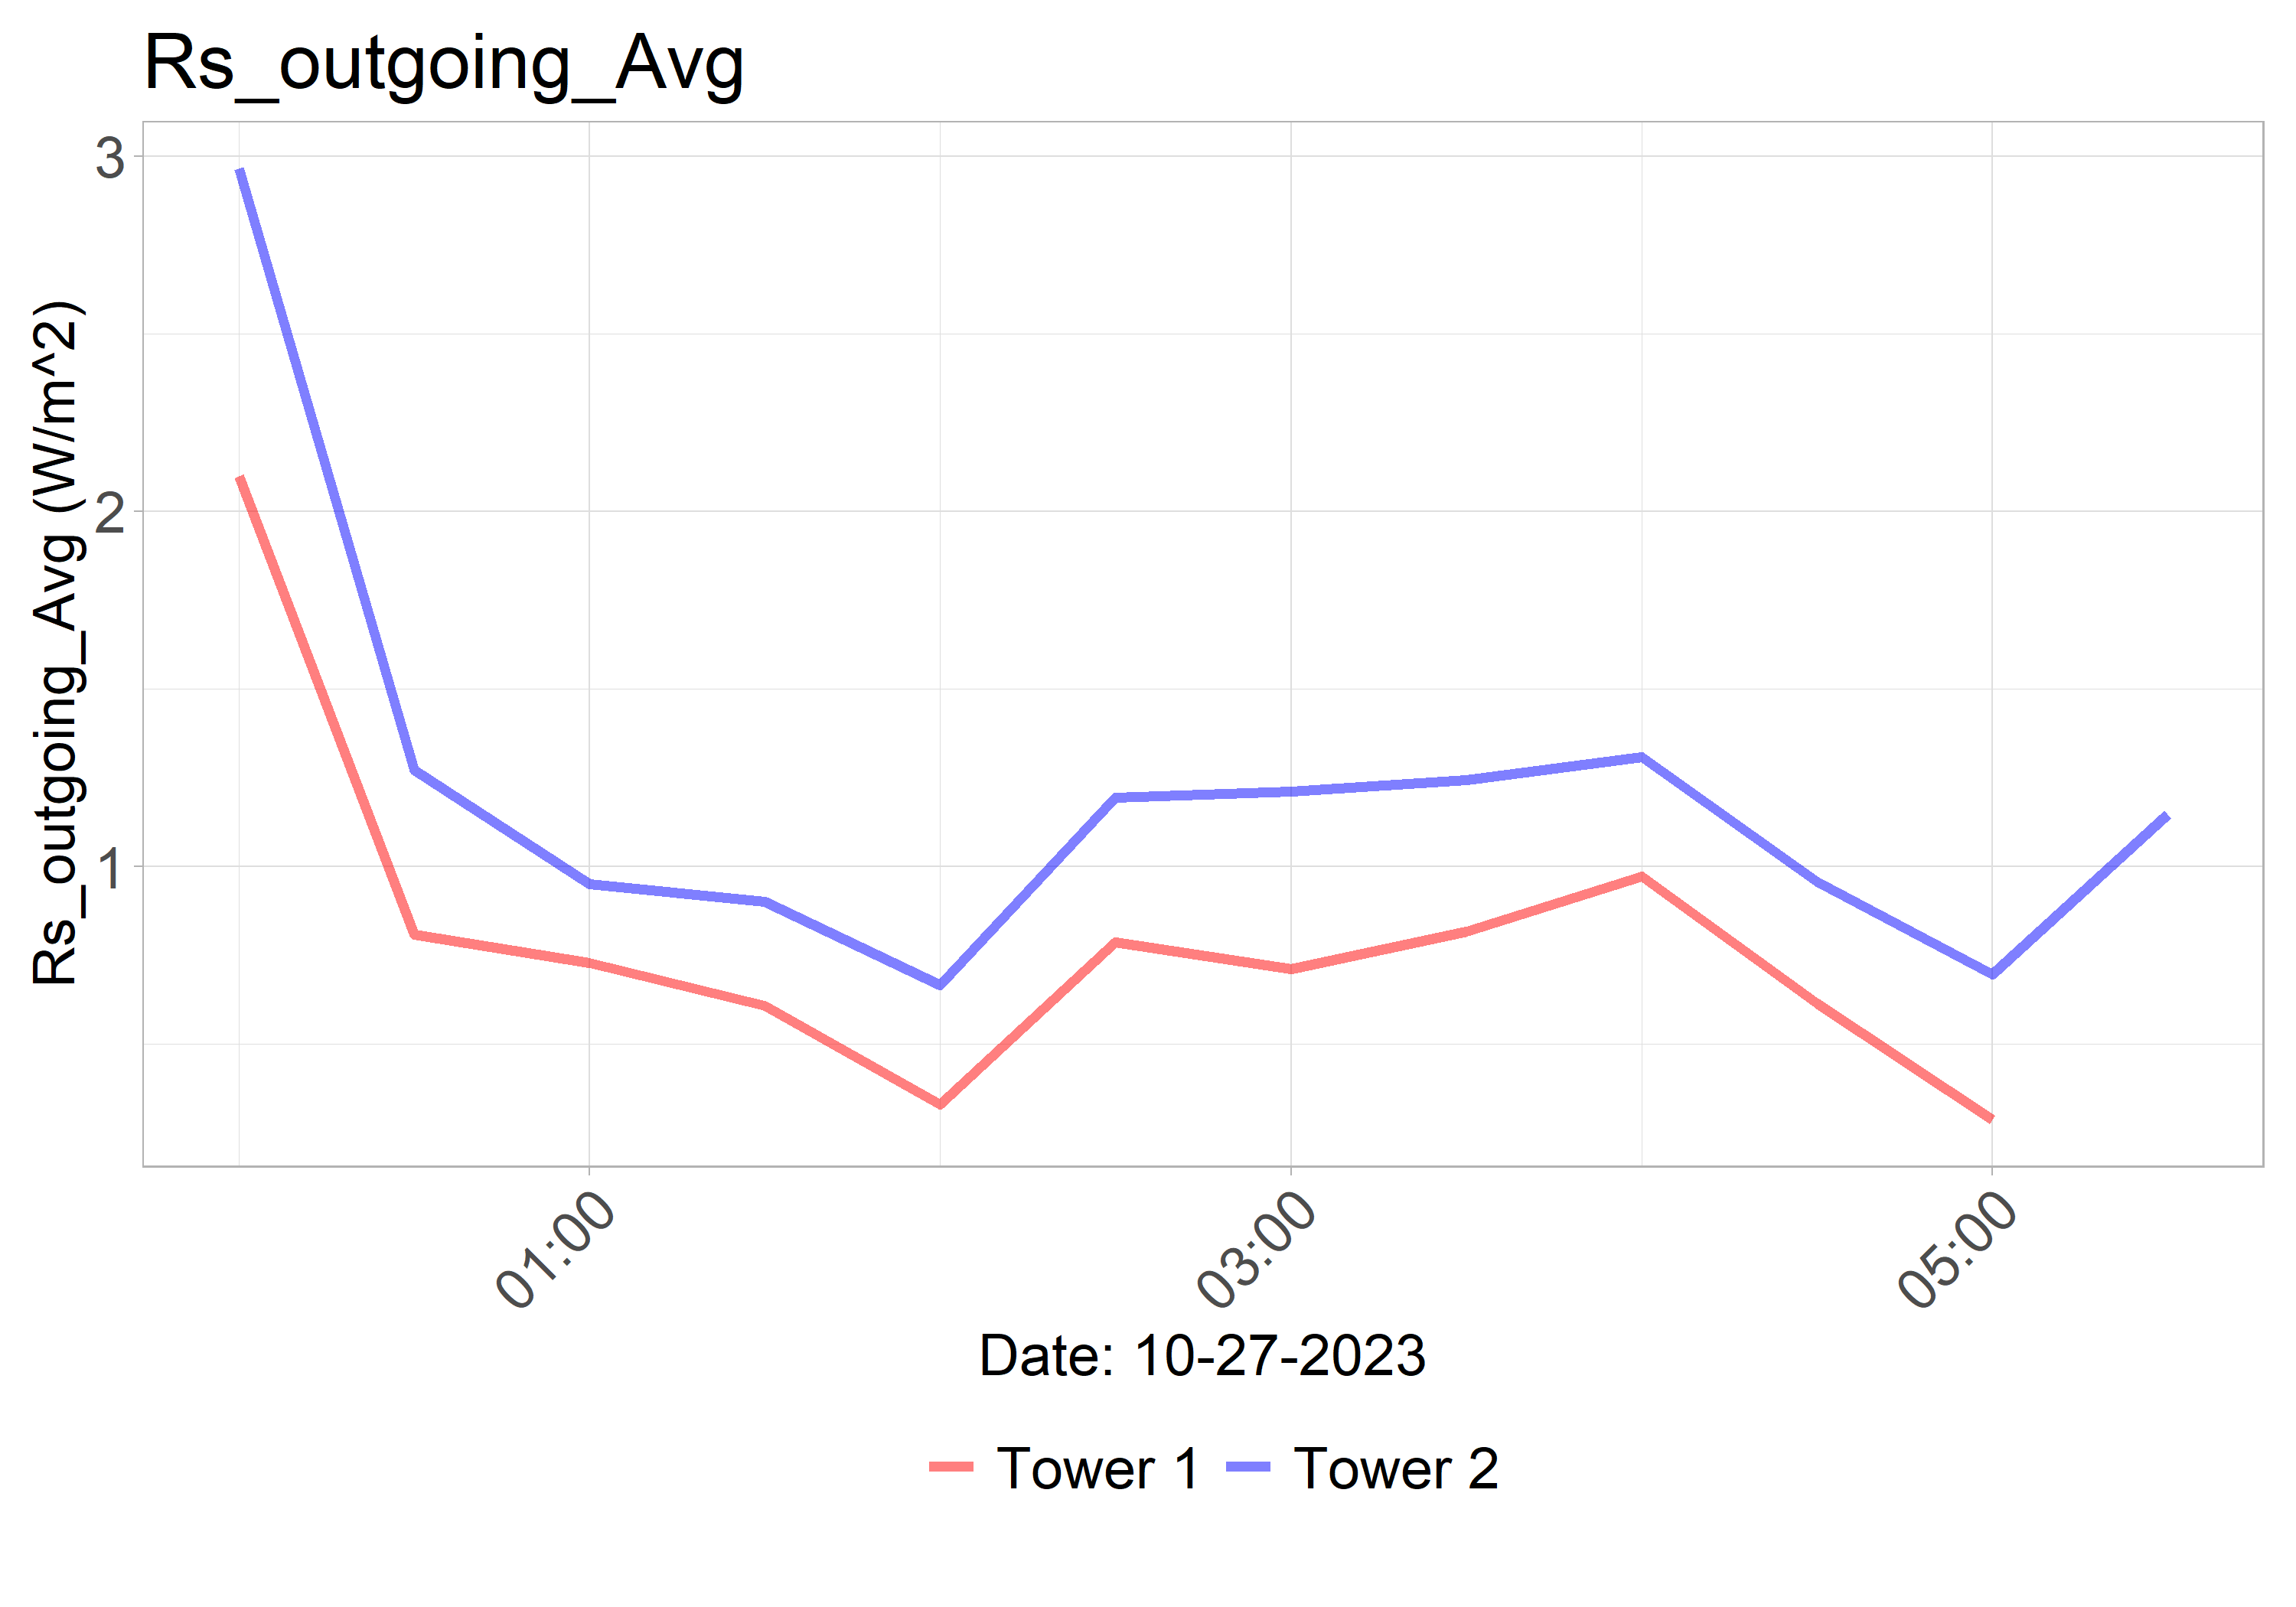 Rs_outgoing_Avg
Rs_outgoing_Avg (W/m^2)
3
2
1
01:00
03:00
05:00
Date: 10-27-2023
Tower 1
Tower 2